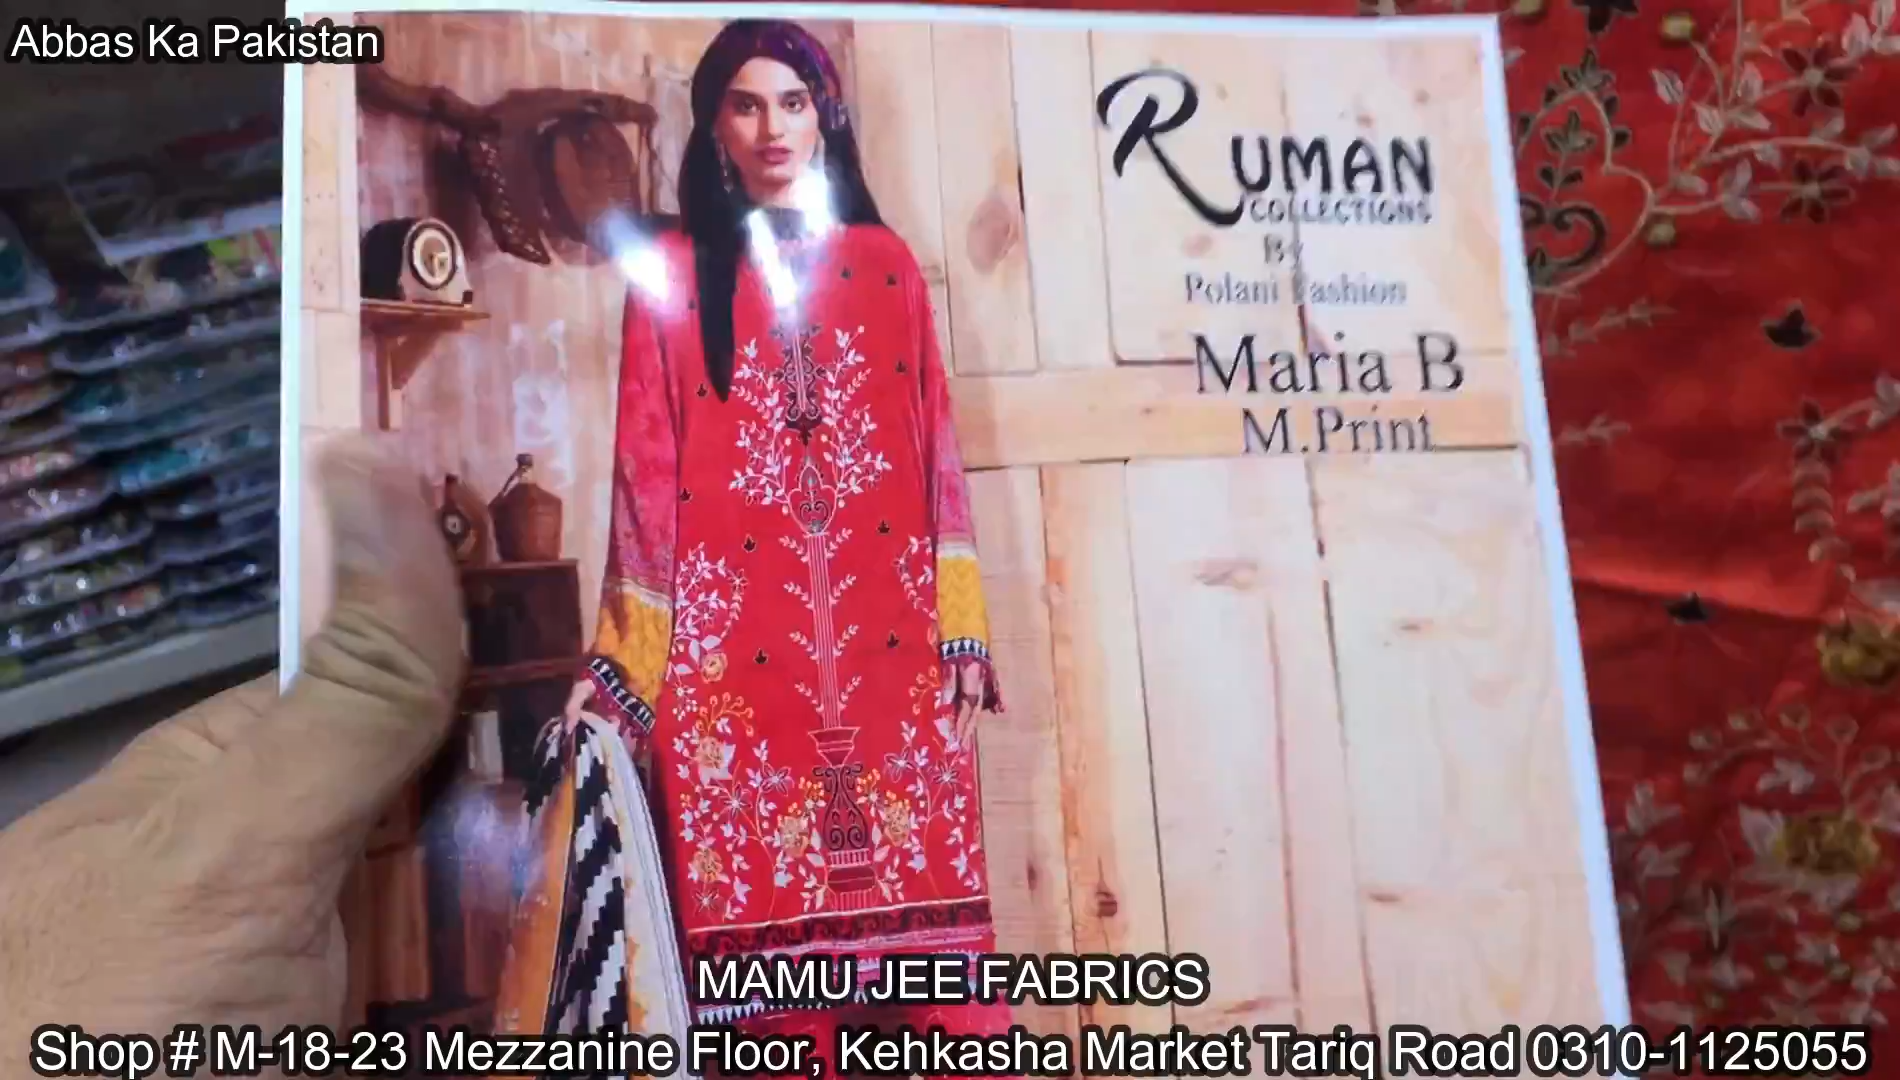 Abbas Ka Pakistan
RUMAN
COLLECTIONS
By
Polani Fashion
Maria B
M.Print
MAMU JEE FABRICS
Shop # M-18-23 Mezzanine Floor, Kehkasha Market Tariq Road 0310-1125055